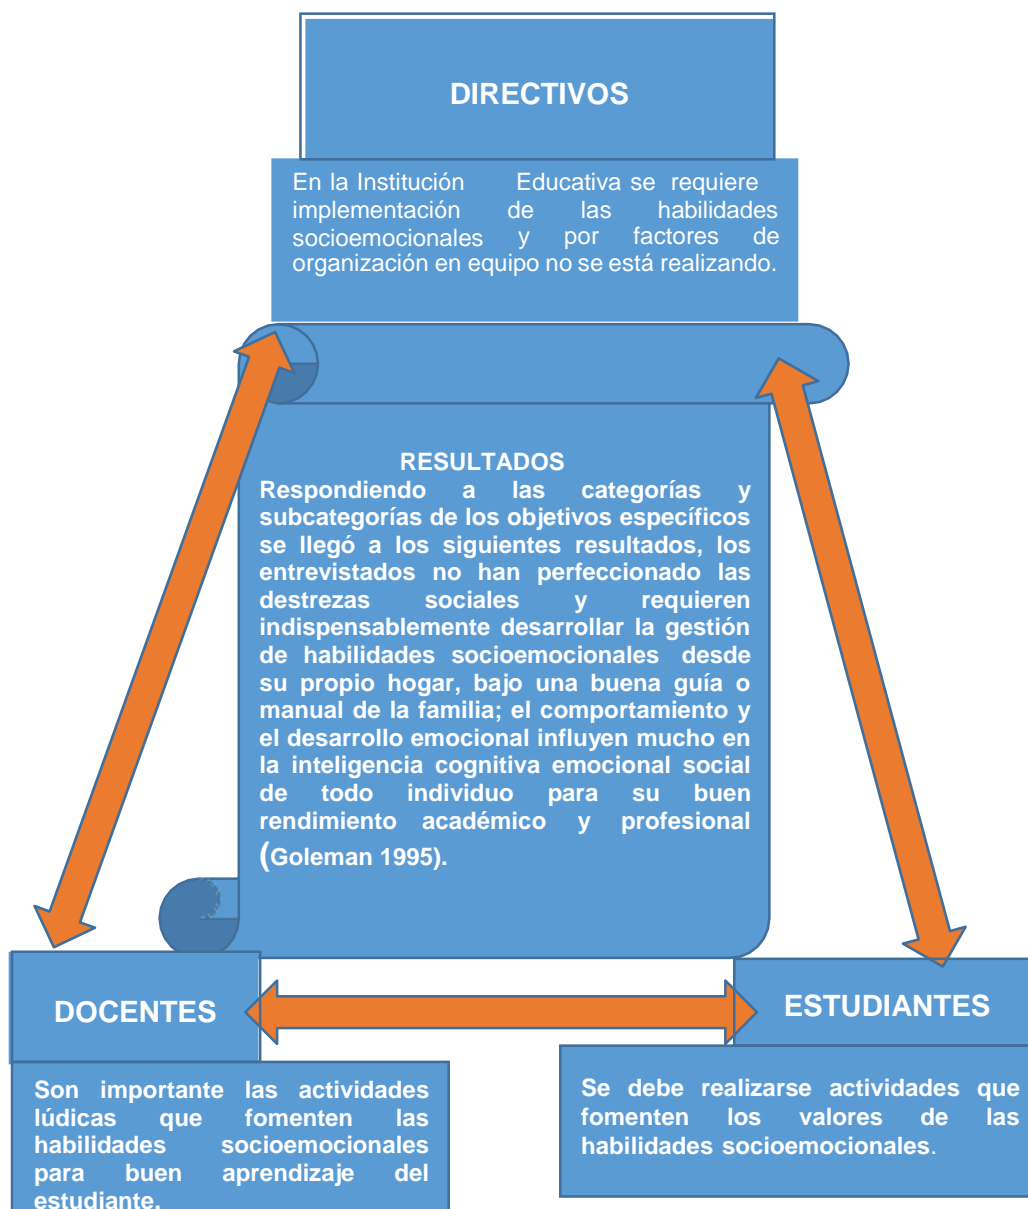 DIRECTIVOS
En la Institución Educativa se requiere
implementación de las habilidades
socioemocionales y por factores de
organización en equipo no se está realizando.
RESULTADOS
Respondiendo a las categorías y
subcategorías de los objetivos específicos
se llegó a los siguientes resultados, los
entrevistados no han perfeccionado las
destrezas sociales y requieren
indispensablemente desarrollar la gestión
de habilidades socioemocionales desde
su propio hogar, bajo una buena guía o
manual de la familia; el comportamiento y
el desarrollo emocional influyen mucho en
la inteligencia cognitiva emocional social
de todo individuo para su buen
rendimiento académico y profesional
(Goleman 1995).
DOCENTES
Son importante las actividades
lúdicas que fomenten las
habilidades socioemocionales
para buen aprendizaje del
estudiante.
ESTUDIANTES
Se debe realizarse actividades que
fomenten los valores de las
habilidades socioemocionales.